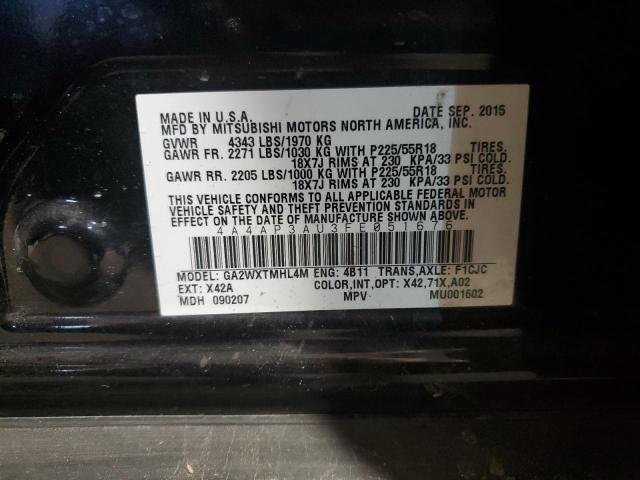 MADE IN U.S.A. DATE SEP. 2015
MFD BY MITSUBISHI MOTORS NORTH AMERICA, INC.
GVWR 4343 LBS/1970 KG
GAWR FR. 2271 LBS/1030 KG WITH P225/55R18 TIRES,
18X7J RIMS AT 230 KPA/33 PSI COLD.
GAWR RR. 2205 LBS/1000 KG WITH P225/55R18 TIRES,
18X7J RIMS AT 230 KPA/33 PSI COLD.
THIS VEHICLE CONFORMS TO ALL APPLICABLE FEDERAL MOTOR
VEHICLE SAFETY AND THEFT PREVENTION STANDARDS IN
EFFECT ON THE DATE OF MANUFACTURE SHOWN ABOVE.
4A4AP3AU3FE051676
MODEL: GA2WXTMHL4M ENG: 4B11 TRANS,AXLE: F1CJC
EXT: X42A COLOR,INT,OPT: X42,71X,A02
MDH 090207 MPV MU001602